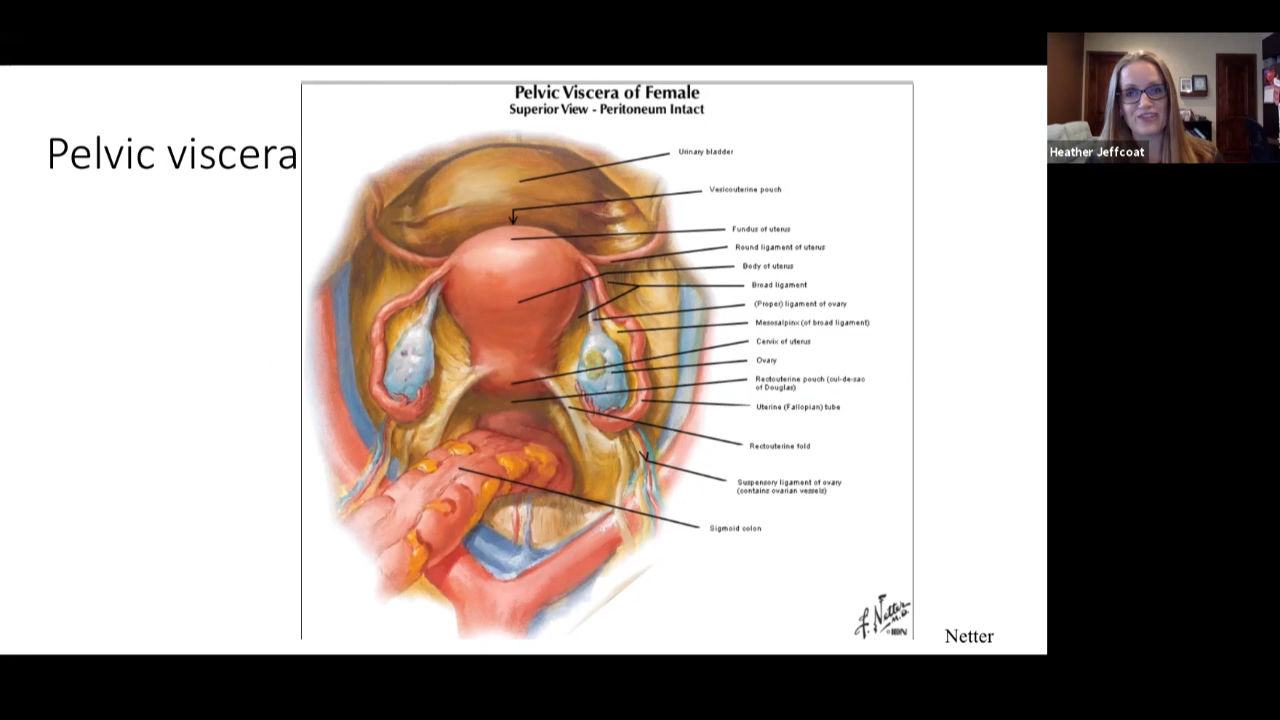 Pelvic viscera
Pelvic Viscera of Female
Superior View - Peritoneum Intact
Urinary bladder
Vesicouterine pouch
Fundus of uterus
Round ligament of uterus
Body of uterus
Broad ligament
(Proper) ligament of ovary
Mesosalpinx (of broad ligament)
Cervix of uterus
Ovary
Rectouterine pouch (cul-de-sac
of Douglas)
Uterine (Fallopian) tube
Rectouterine fold
Suspensory ligament of ovary
(contains ovarian vessels)
Sigmoid colon
F. Netter
M.D.
Netter
Heather Jeffcoat